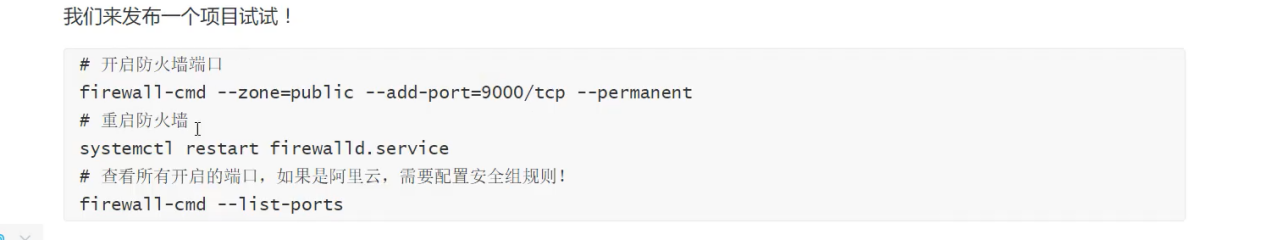 我们来发布一个项目试试！
# 开启防火墙端口
firewall-cmd --zone=public --add-port=9000/tcp --permanent
# 重启防火墙
systemctl restart firewalld.service
# 查看所有开启的端口，如果是阿里云，需要配置安全组规则！
firewall-cmd --list-ports